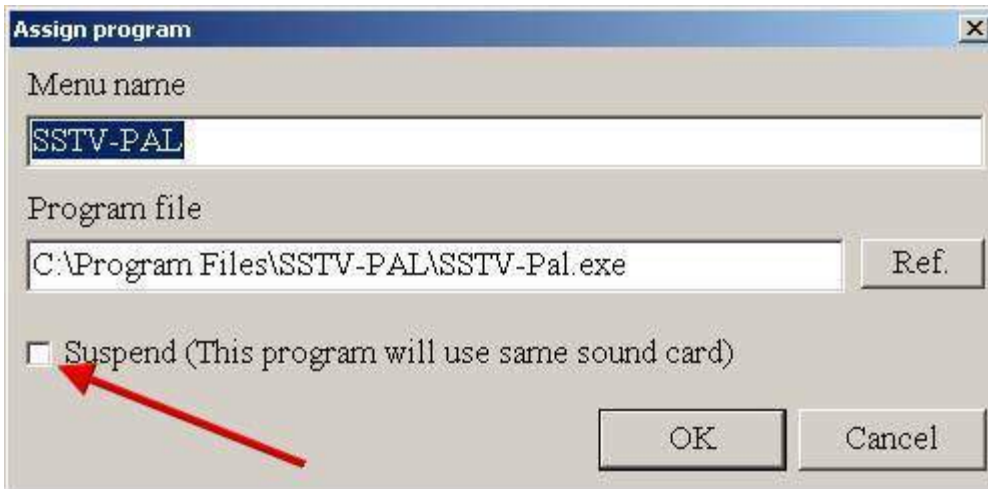 Assign program
Menu name
SSTV-PAL
Program file
C:\Program Files\SSTV-PAL\SSTV-Pal.exe
Ref.
Suspend (This program will use same sound card)
OK
Cancel